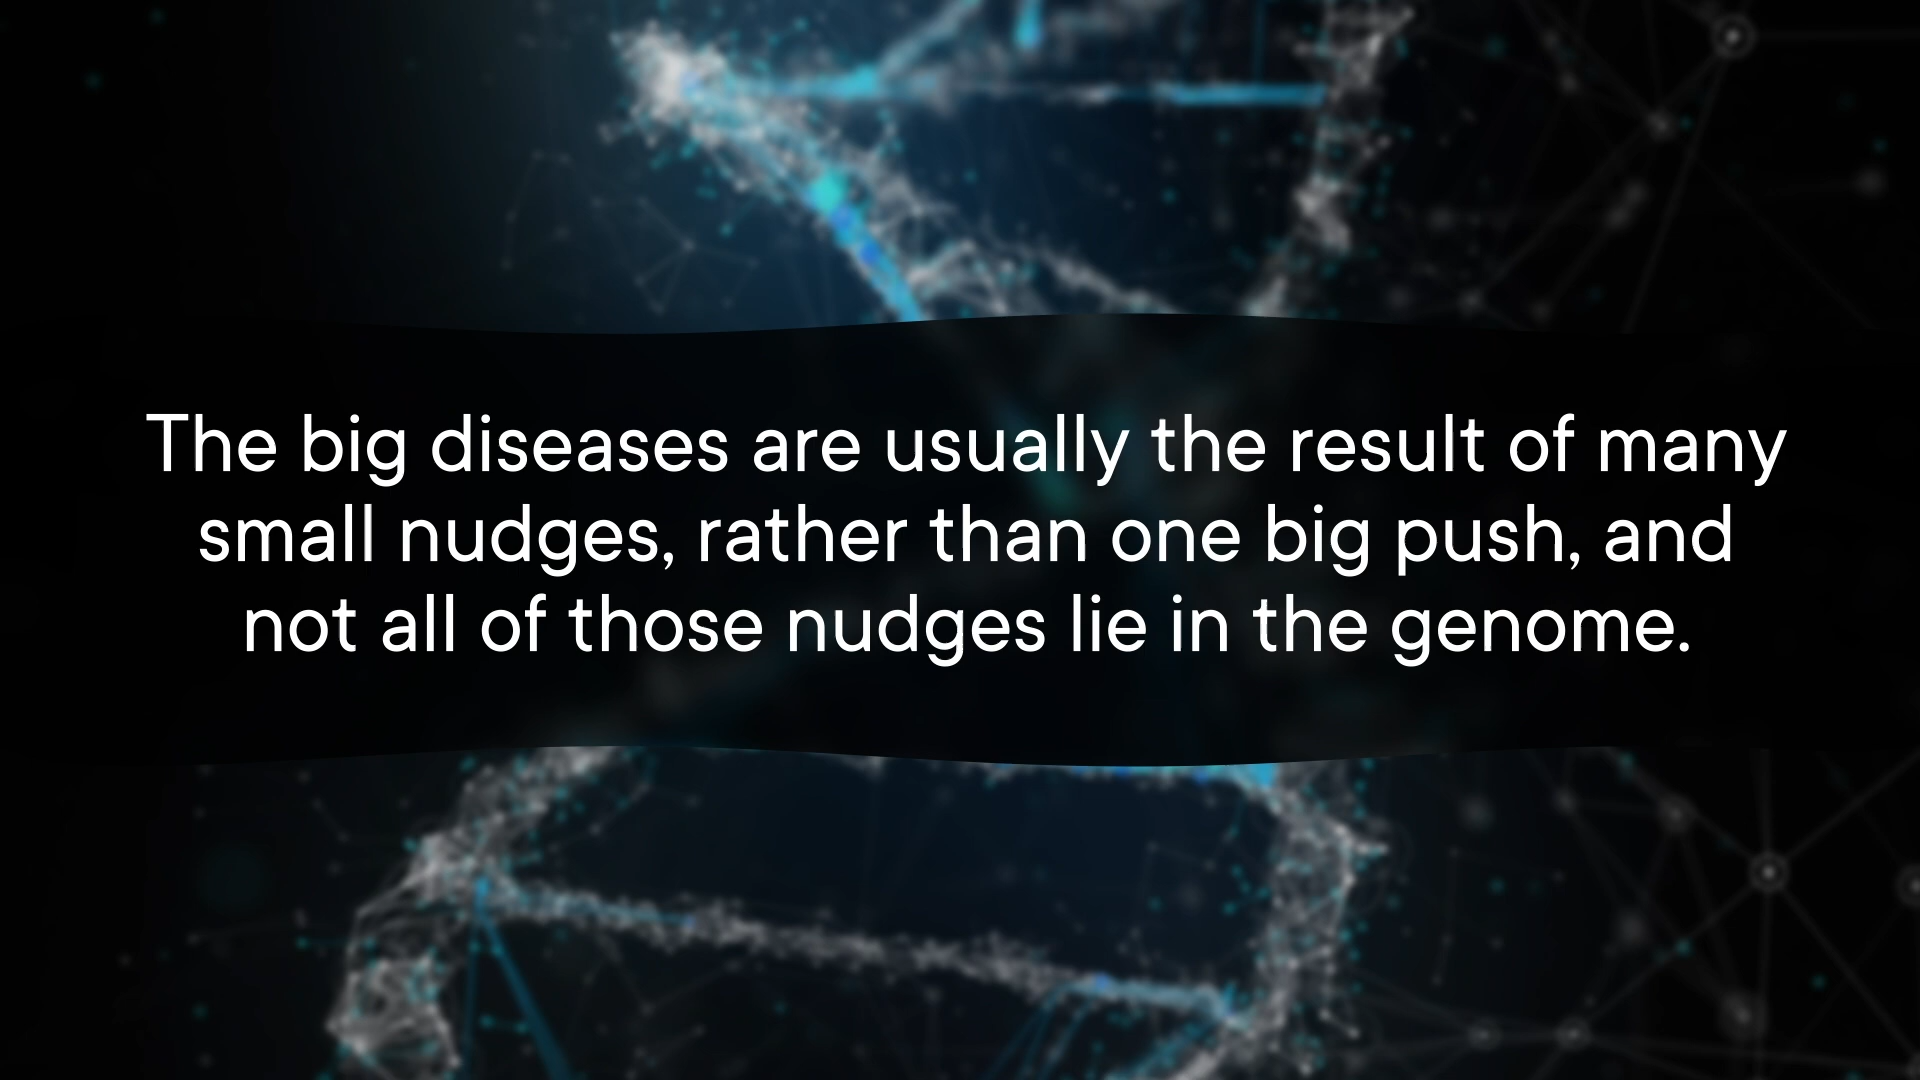 The big diseases are usually the result of many
small nudges, rather than one big push, and
not all of those nudges lie in the genome.